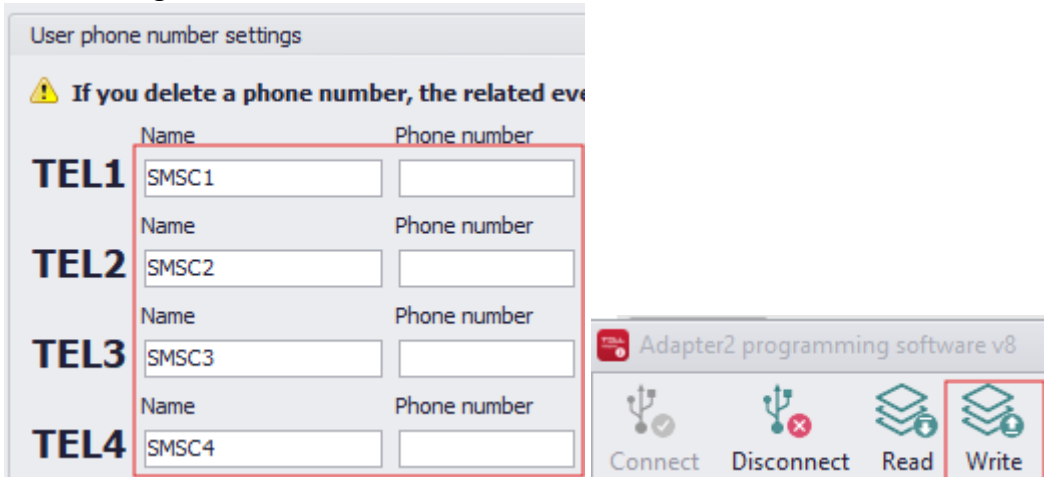 User phone number settings
If you delete a phone number, the related eve
Name Phone number
TEL1 SMSC1
Name Phone number
TEL2 SMSC2
Name Phone number
TEL3 SMSC3
Name Phone number
TEL4 SMSC4
Adapter2 programming software v8
Connect Disconnect Read Write